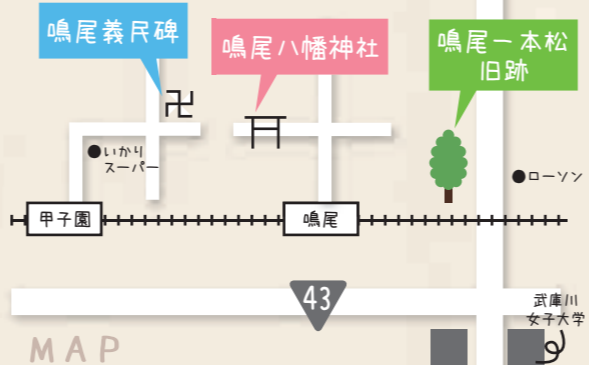 鳴尾義民碑
鳴尾八幡神社
鳴尾一本松
旧跡
卍
●いかり
スーパー
●ローソン
甲子園
鳴尾
43
武庫川
女子大学
MAP